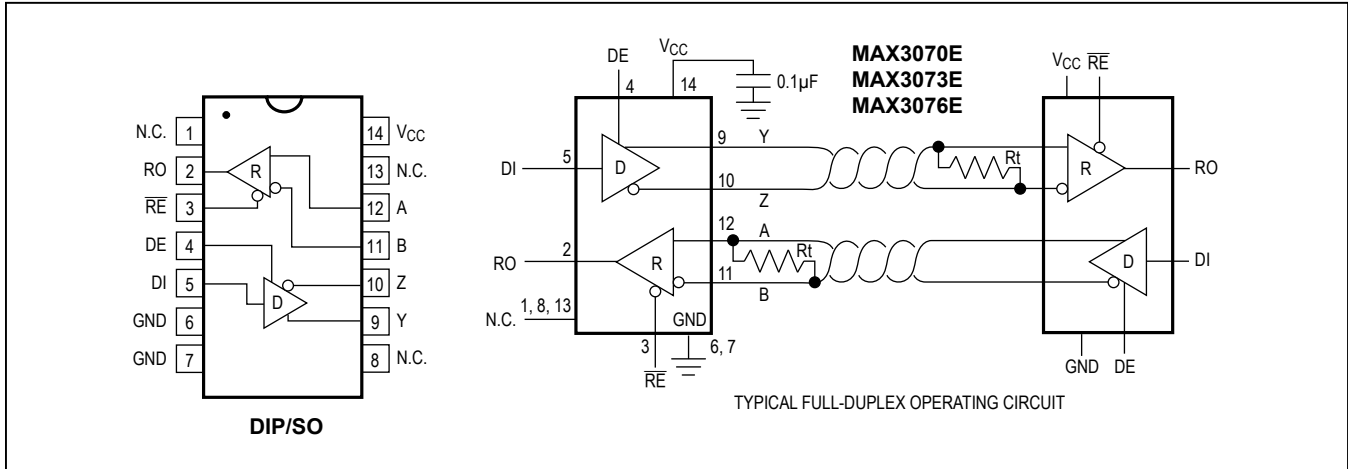 N.C. 1
RO 2
RE 3
DE 4
DI 5
GND 6
GND 7
14 VCC
13 N.C.
12 A
11 B
10 Z
9 Y
8 N.C.
R
D
DIP/SO
MAX3070E
MAX3073E
MAX3076E
DE
4
VCC
14
0.1µF
DI
5
D
9 Y
10
Z
Rt
RO
2
R
12 A
11
B
Rt
N.C.
1, 8, 13
3
RE
GND
6, 7
VCC RE
R
RO
D
DI
GND DE
TYPICAL FULL-DUPLEX OPERATING CIRCUIT